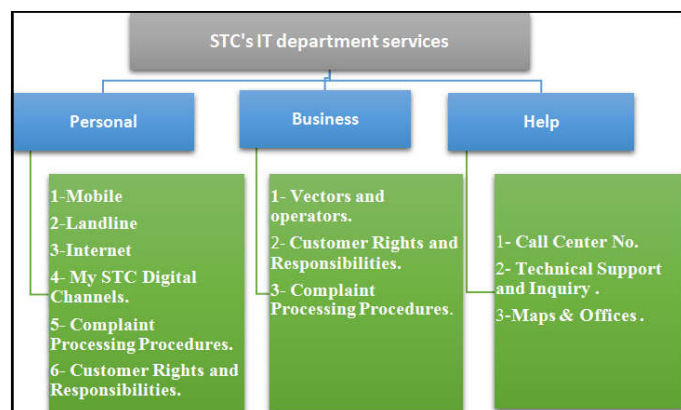 STC's IT department services
Personal
Business
Help
1-Mobile
2-Landline
3-Internet
4- My STC Digital
Channels.
5- Complaint
Processing Procedures.
6- Customer Rights and
Responsibilities.
1- Vectors and
operators.
2- Customer Rights and
Responsibilities.
3- Complaint
Processing Procedures.
1- Call Center No.
2- Technical Support
and Inquiry .
3-Maps & Offices .